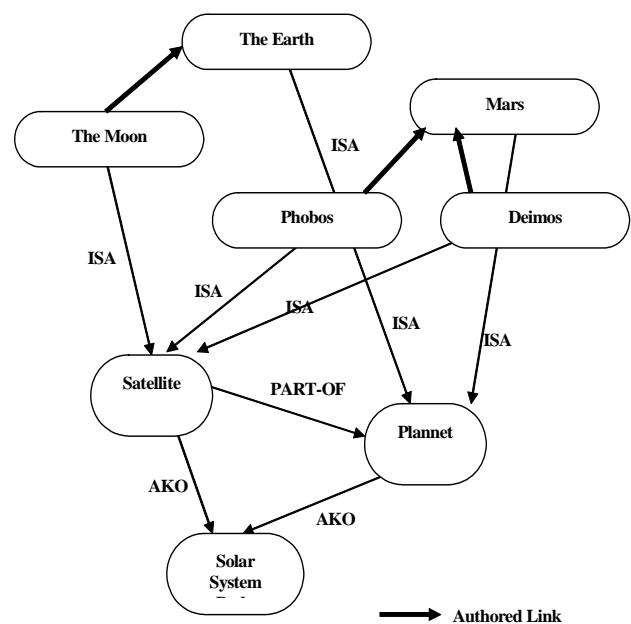 The Earth
Mars
The Moon
ISA
Phobos
Deimos
ISA
ISA
ISA
ISA
ISA
Satellite
PART-OF
Plannet
AKO
AKO
Solar
System
Authored Link